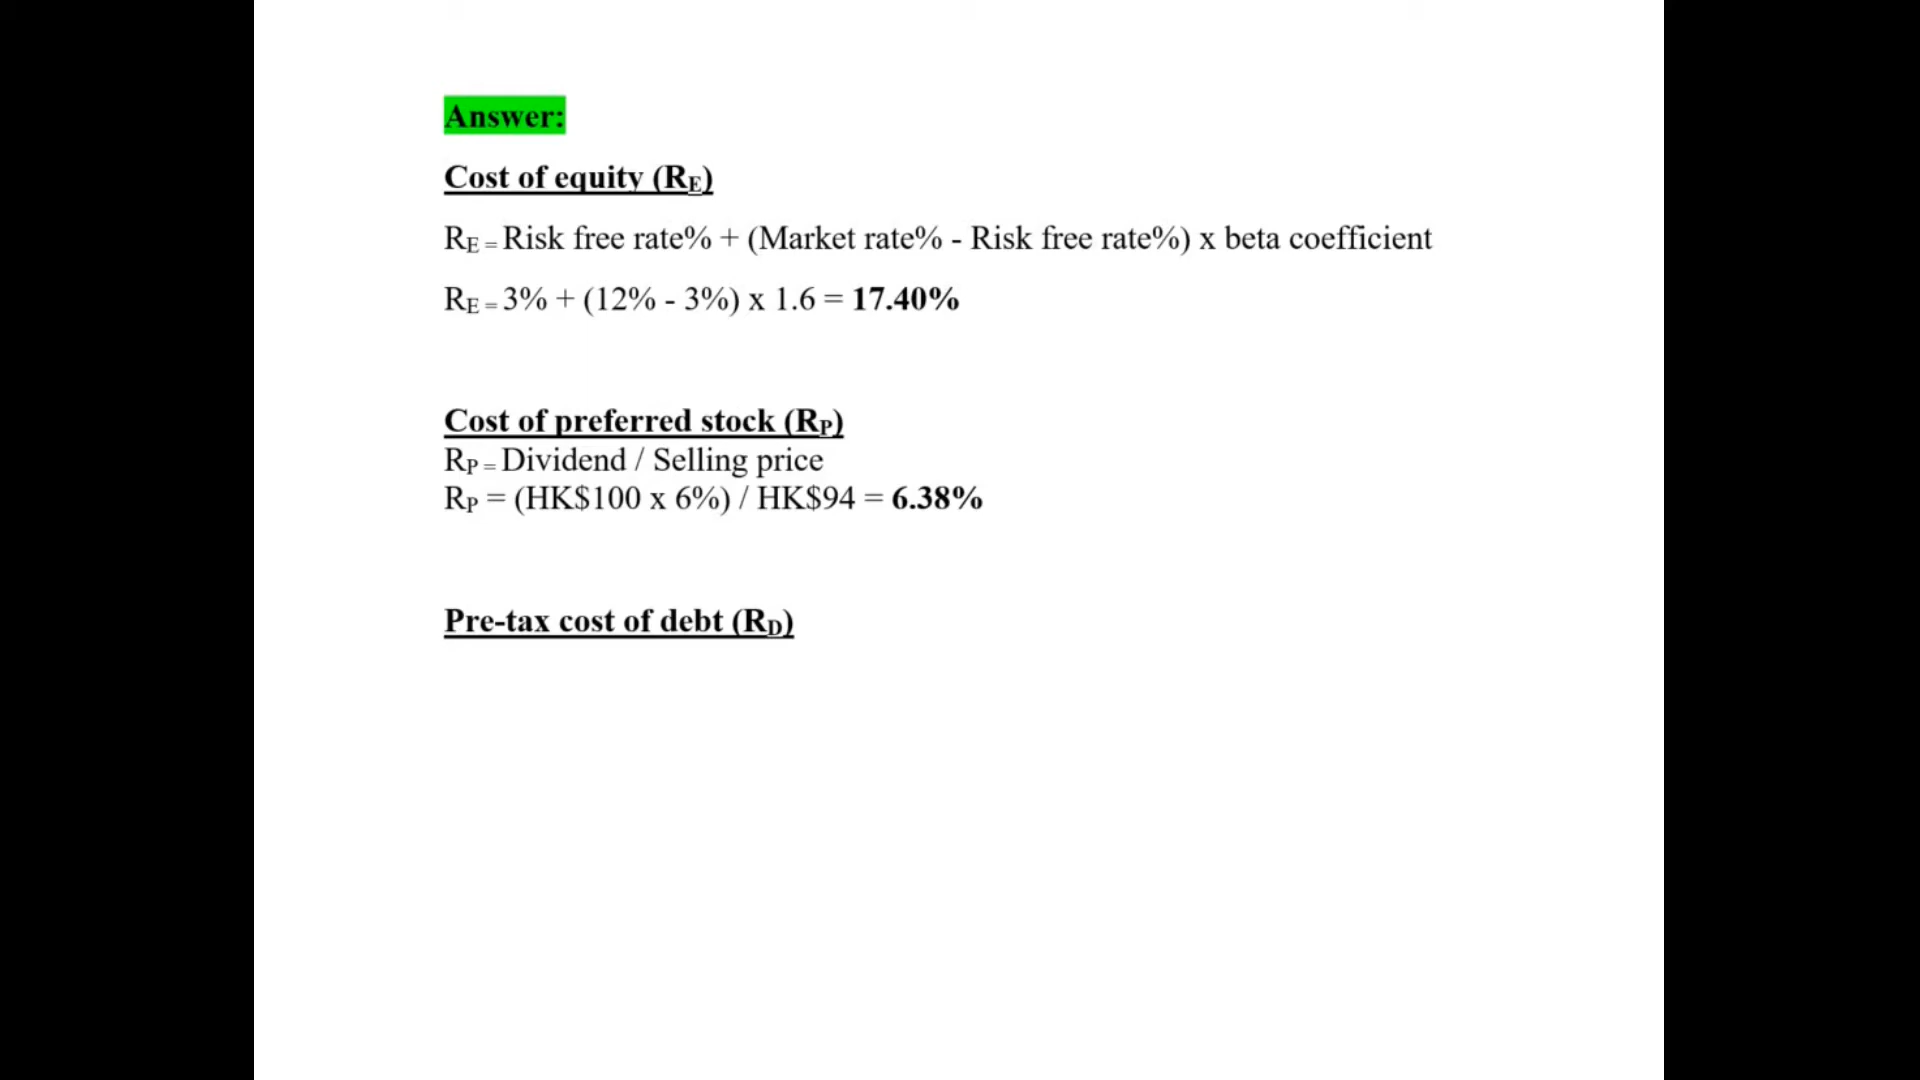 Answer:
Cost of equity (RE)
RE = Risk free rate% + (Market rate% - Risk free rate%) x beta coefficient
RE = 3% + (12% - 3%) x 1.6 = 17.40%
Cost of preferred stock (RP)
RP = Dividend / Selling price
RP = (HK$100 x 6%) / HK$94 = 6.38%
Pre-tax cost of debt (RD)